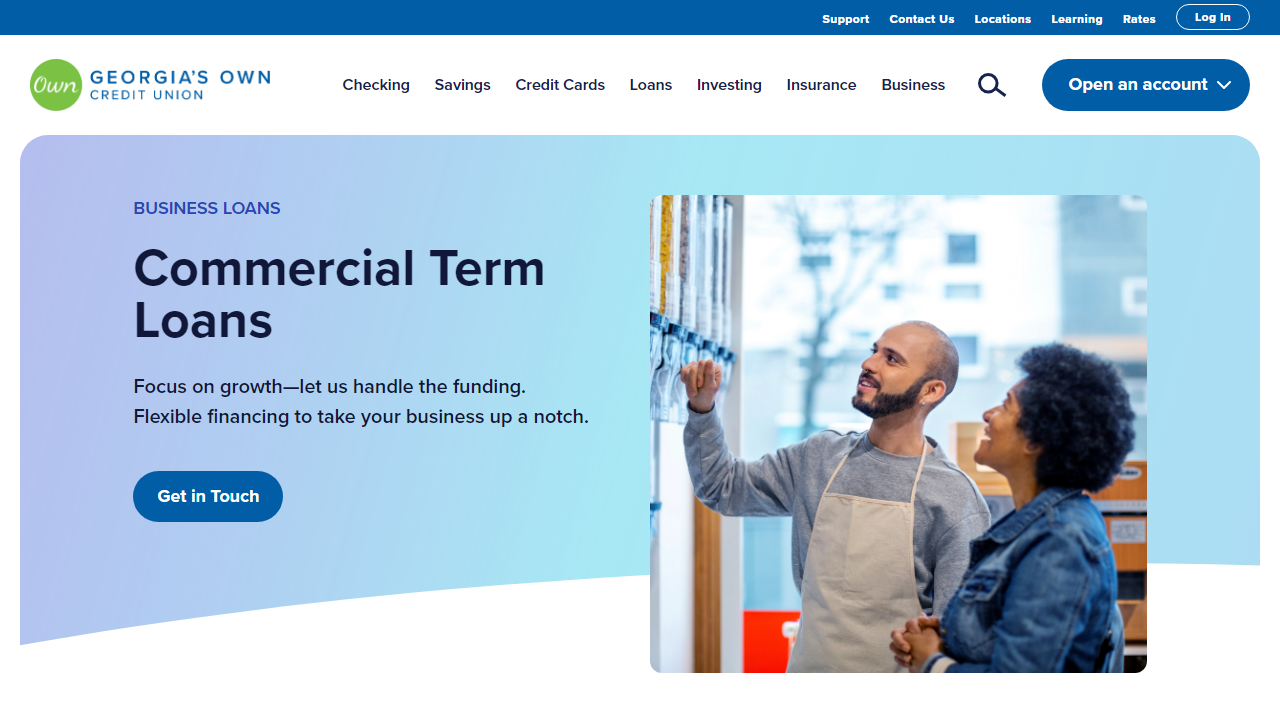 Support Contact Us Locations Learning Rates Log In
Own GEORGIA'S OWN
CREDIT UNION
Checking Savings Credit Cards Loans Investing Insurance Business Open an account
BUSINESS LOANS
Commercial Term
Loans
Focus on growth—let us handle the funding.
Flexible financing to take your business up a notch.
Get in Touch